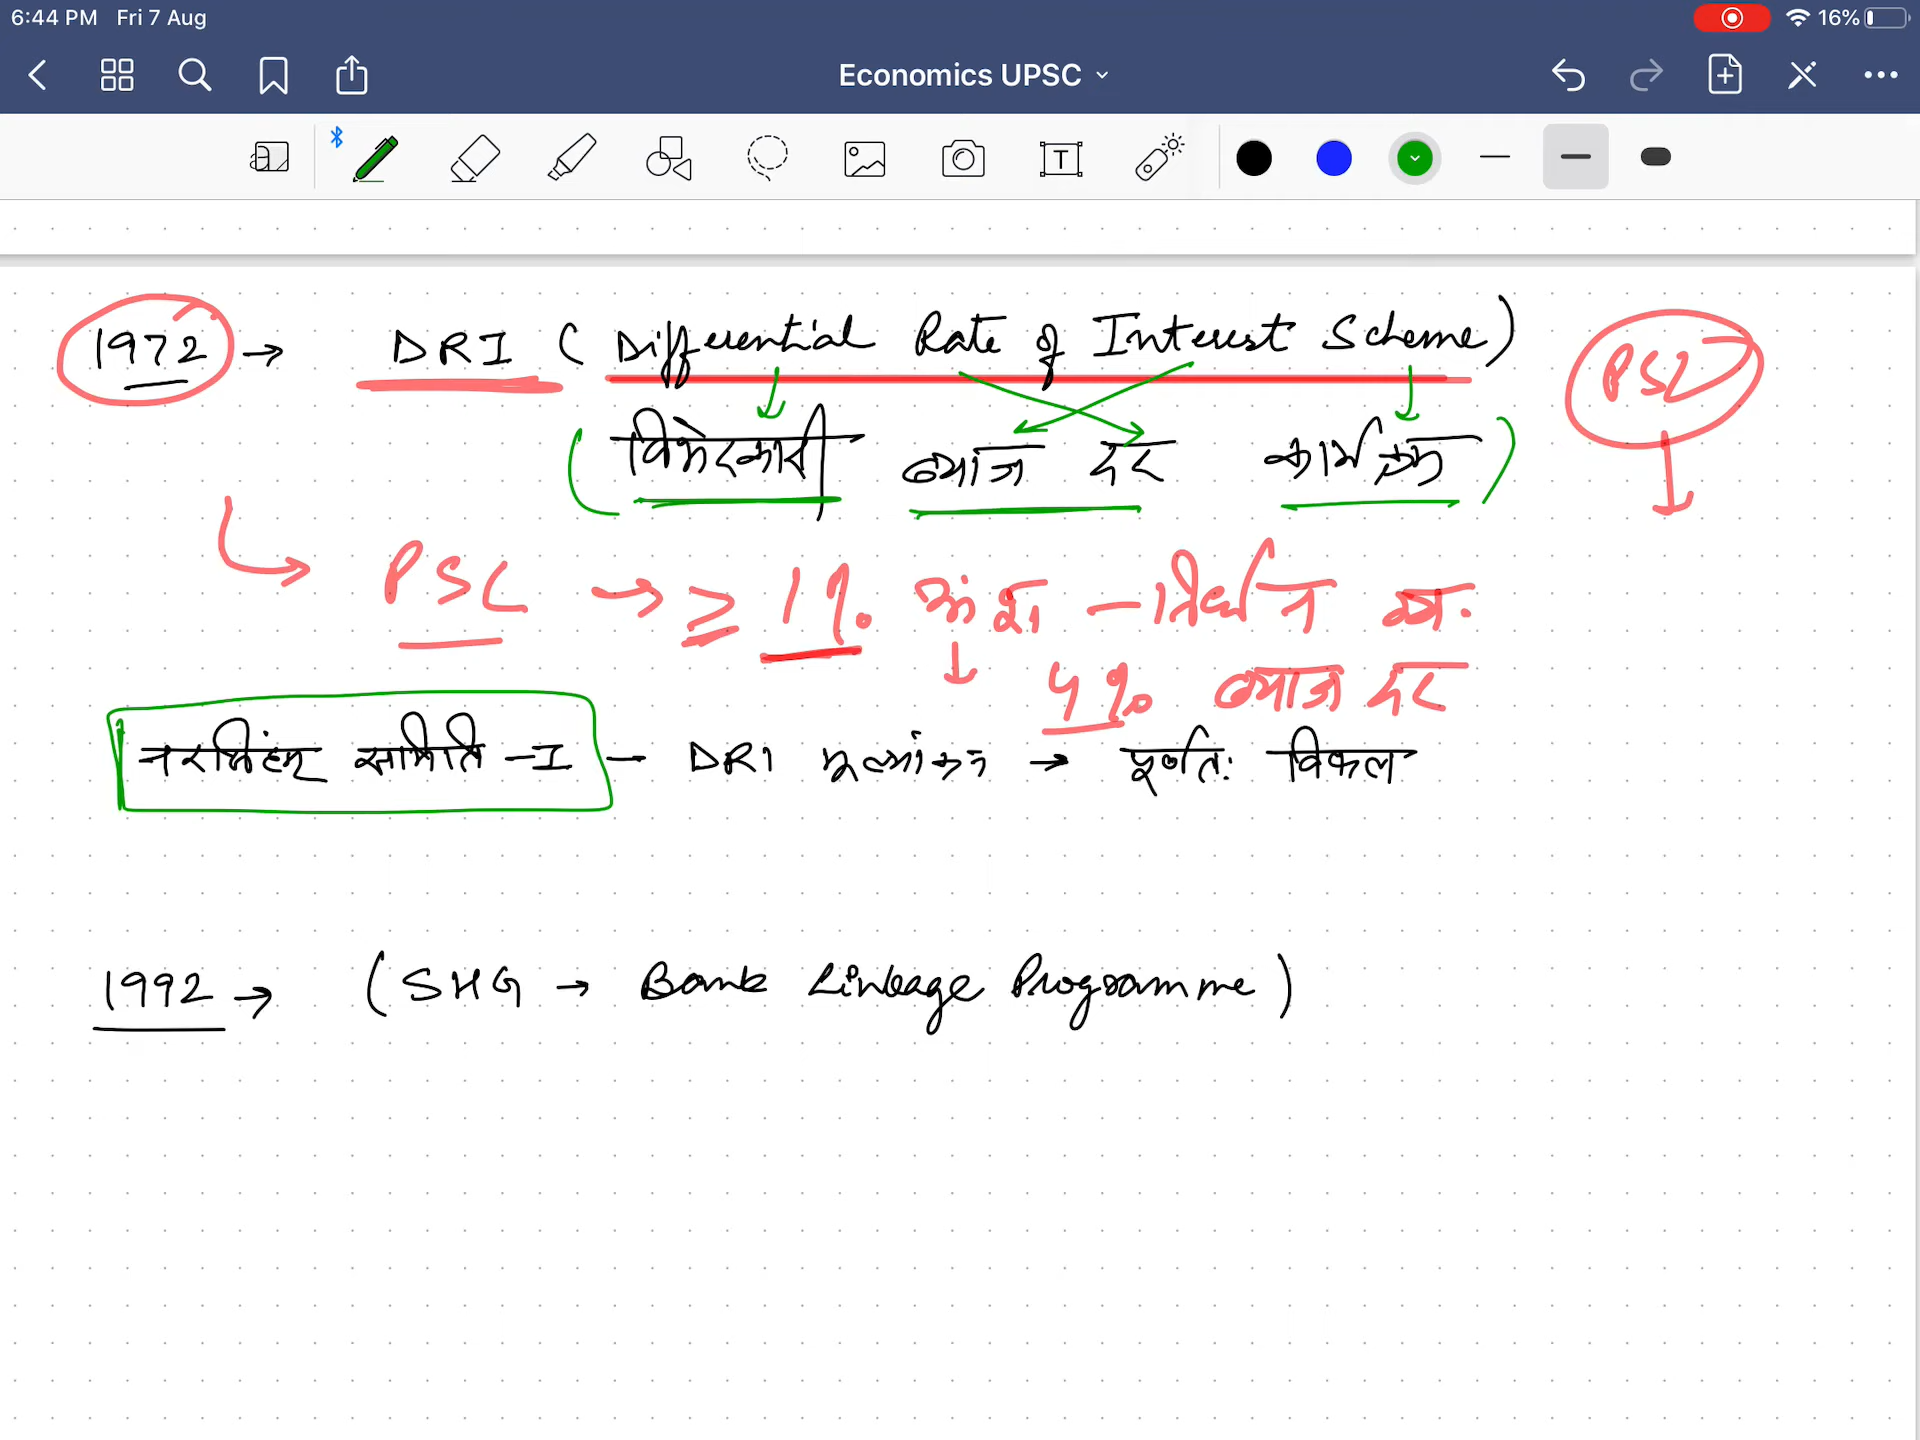 6:44 PM Fri 7 Aug 16%
Economics UPSC
1972 → DRI ( Differential Rate of Interest Scheme )
PSL
( विभेदकारी ब्याज दर कार्यक्रम )
PSL → ≥ 1% अंश - निर्धन व्य.
4% ब्याज दर
नरसिंहम् समिति - I - DRI मूल्यांकन → पूर्णतः विफल
1992 → ( SHG → Bank Linkage Programme )